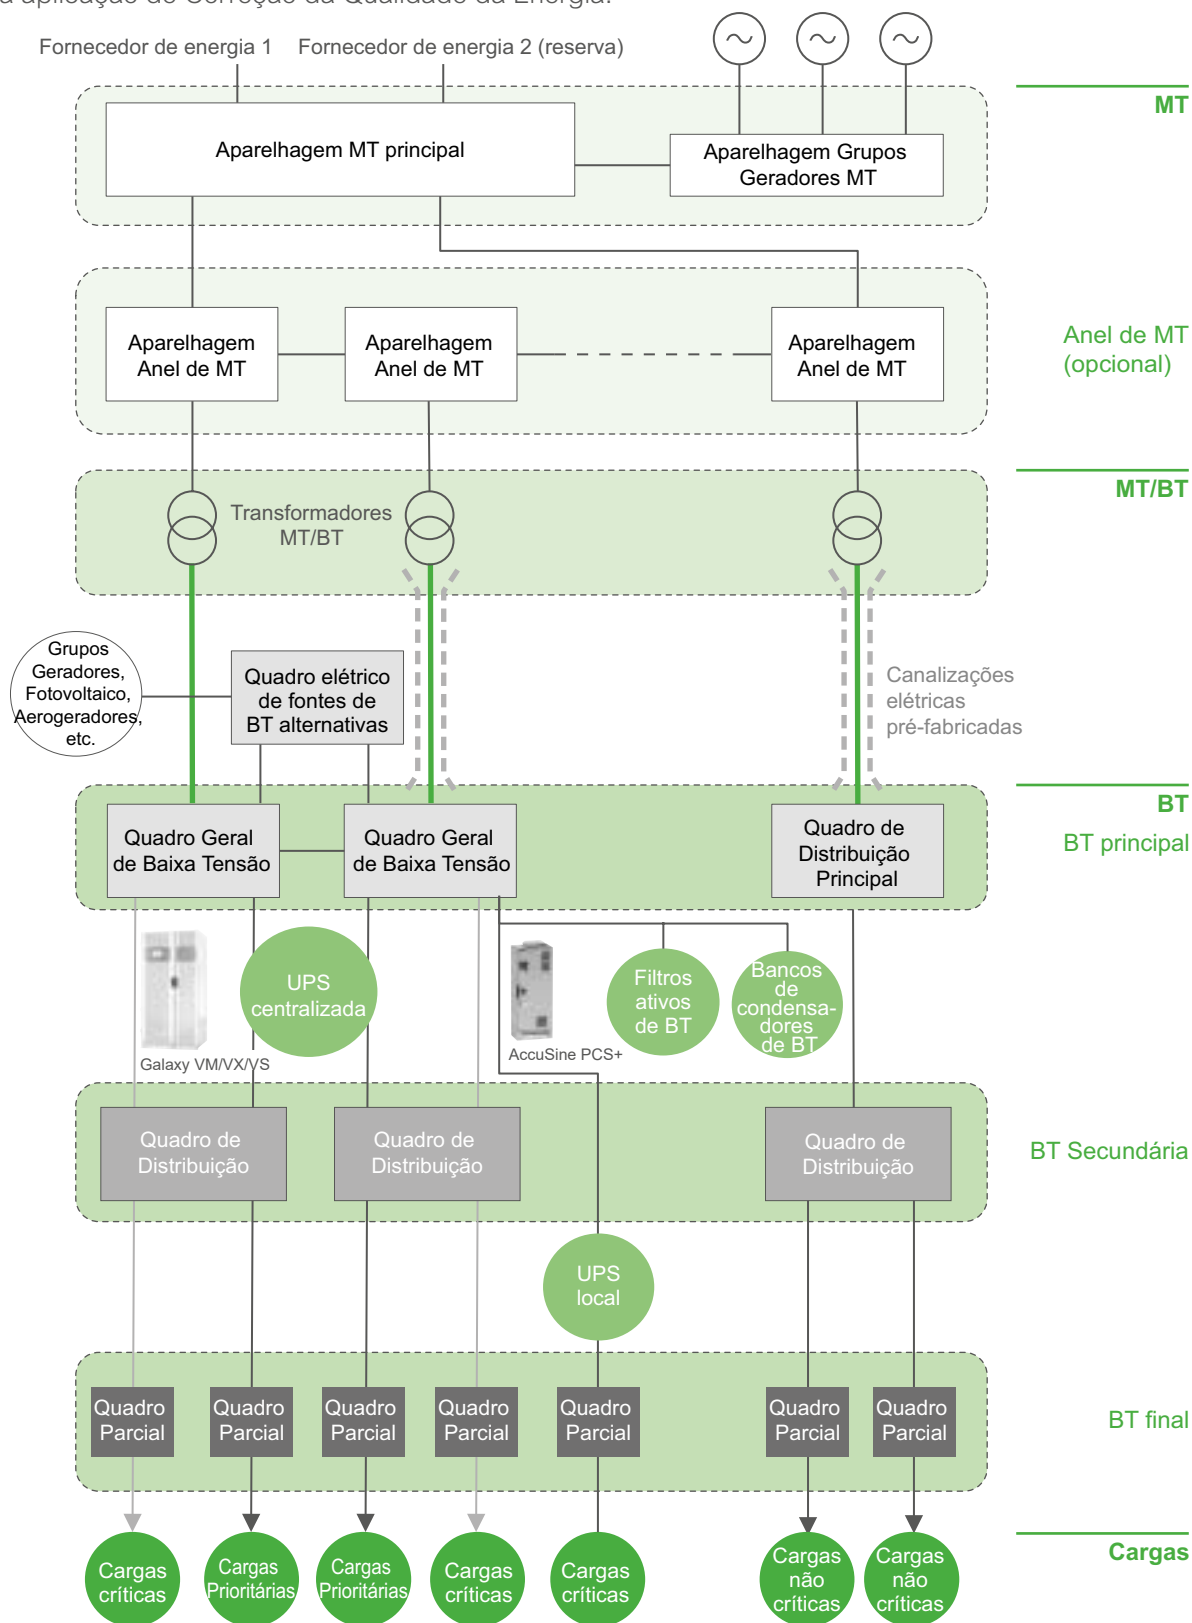 a aplicação de Correção da Qualidade da Energia.
Fornecedor de energia 1
Fornecedor de energia 2 (reserva)
MT
Aparelhagem MT principal
Aparelhagem Grupos
Geradores MT
Aparelhagem
Anel de MT
Aparelhagem
Anel de MT
Aparelhagem
Anel de MT
Anel de MT
(opcional)
MT/BT
Transformadores
MT/BT
Grupos
Geradores,
Fotovoltaico,
Aerogeradores,
etc.
Quadro elétrico
de fontes de
BT alternativas
Canalizações
elétricas
pré-fabricadas
BT
BT principal
Quadro Geral
de Baixa Tensão
Quadro Geral
de Baixa Tensão
Quadro de
Distribuição
Principal
UPS
centralizada
Galaxy VM/VX/VS
AccuSine PCS+
Filtros
ativos
de BT
Bancos
de
condensa-
dores
de BT
Quadro de
Distribuição
Quadro de
Distribuição
Quadro de
Distribuição
BT Secundária
UPS
local
Quadro
Parcial
Quadro
Parcial
Quadro
Parcial
Quadro
Parcial
Quadro
Parcial
Quadro
Parcial
Quadro
Parcial
BT final
Cargas
Cargas
críticas
Cargas
Prioritárias
Cargas
Prioritárias
Cargas
críticas
Cargas
críticas
Cargas
não
críticas
Cargas
não
críticas